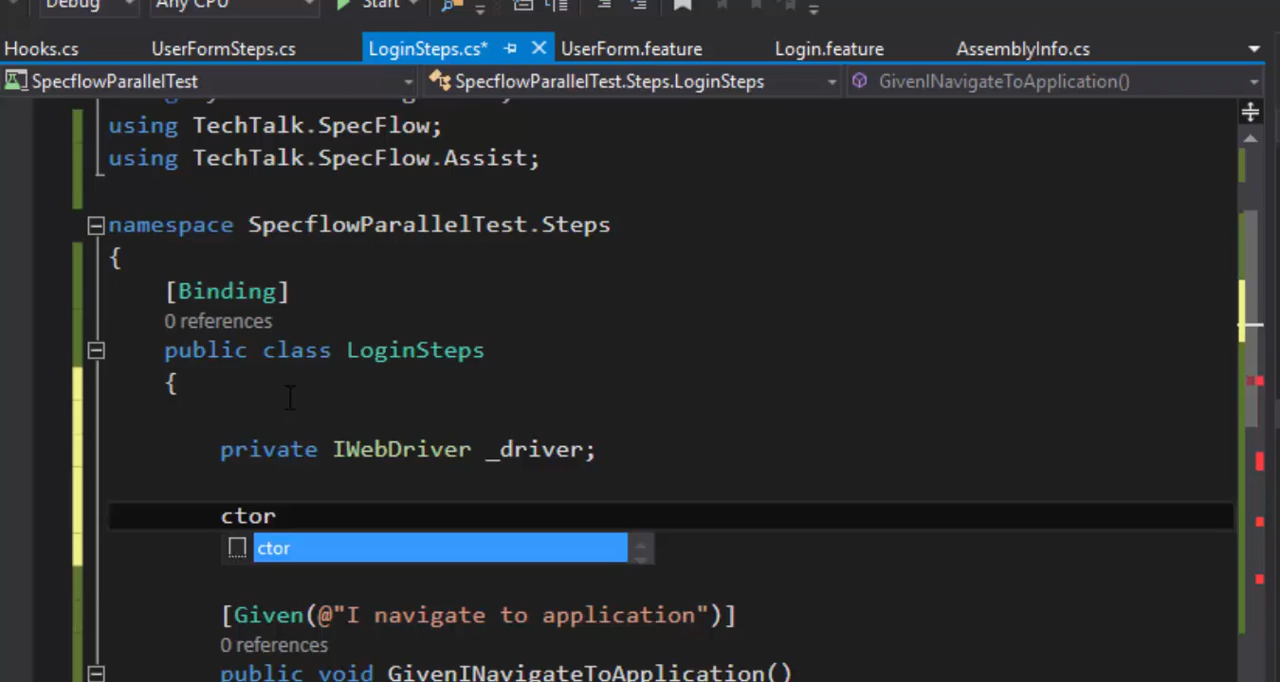 Debug Any CPU Start
Hooks.cs UserFormSteps.cs LoginSteps.cs* UserForm.feature Login.feature AssemblyInfo.cs
SpecflowParallelTest SpecflowParallelTest.Steps.LoginSteps GivenINavigateToApplication()
using TechTalk.SpecFlow;
using TechTalk.SpecFlow.Assist;
namespace SpecflowParallelTest.Steps
{
[Binding]
0 references
public class LoginSteps
{
private IWebDriver _driver;
ctor
ctor
[Given(@"I navigate to application")]
0 references
public void GivenINavigateToApplication()